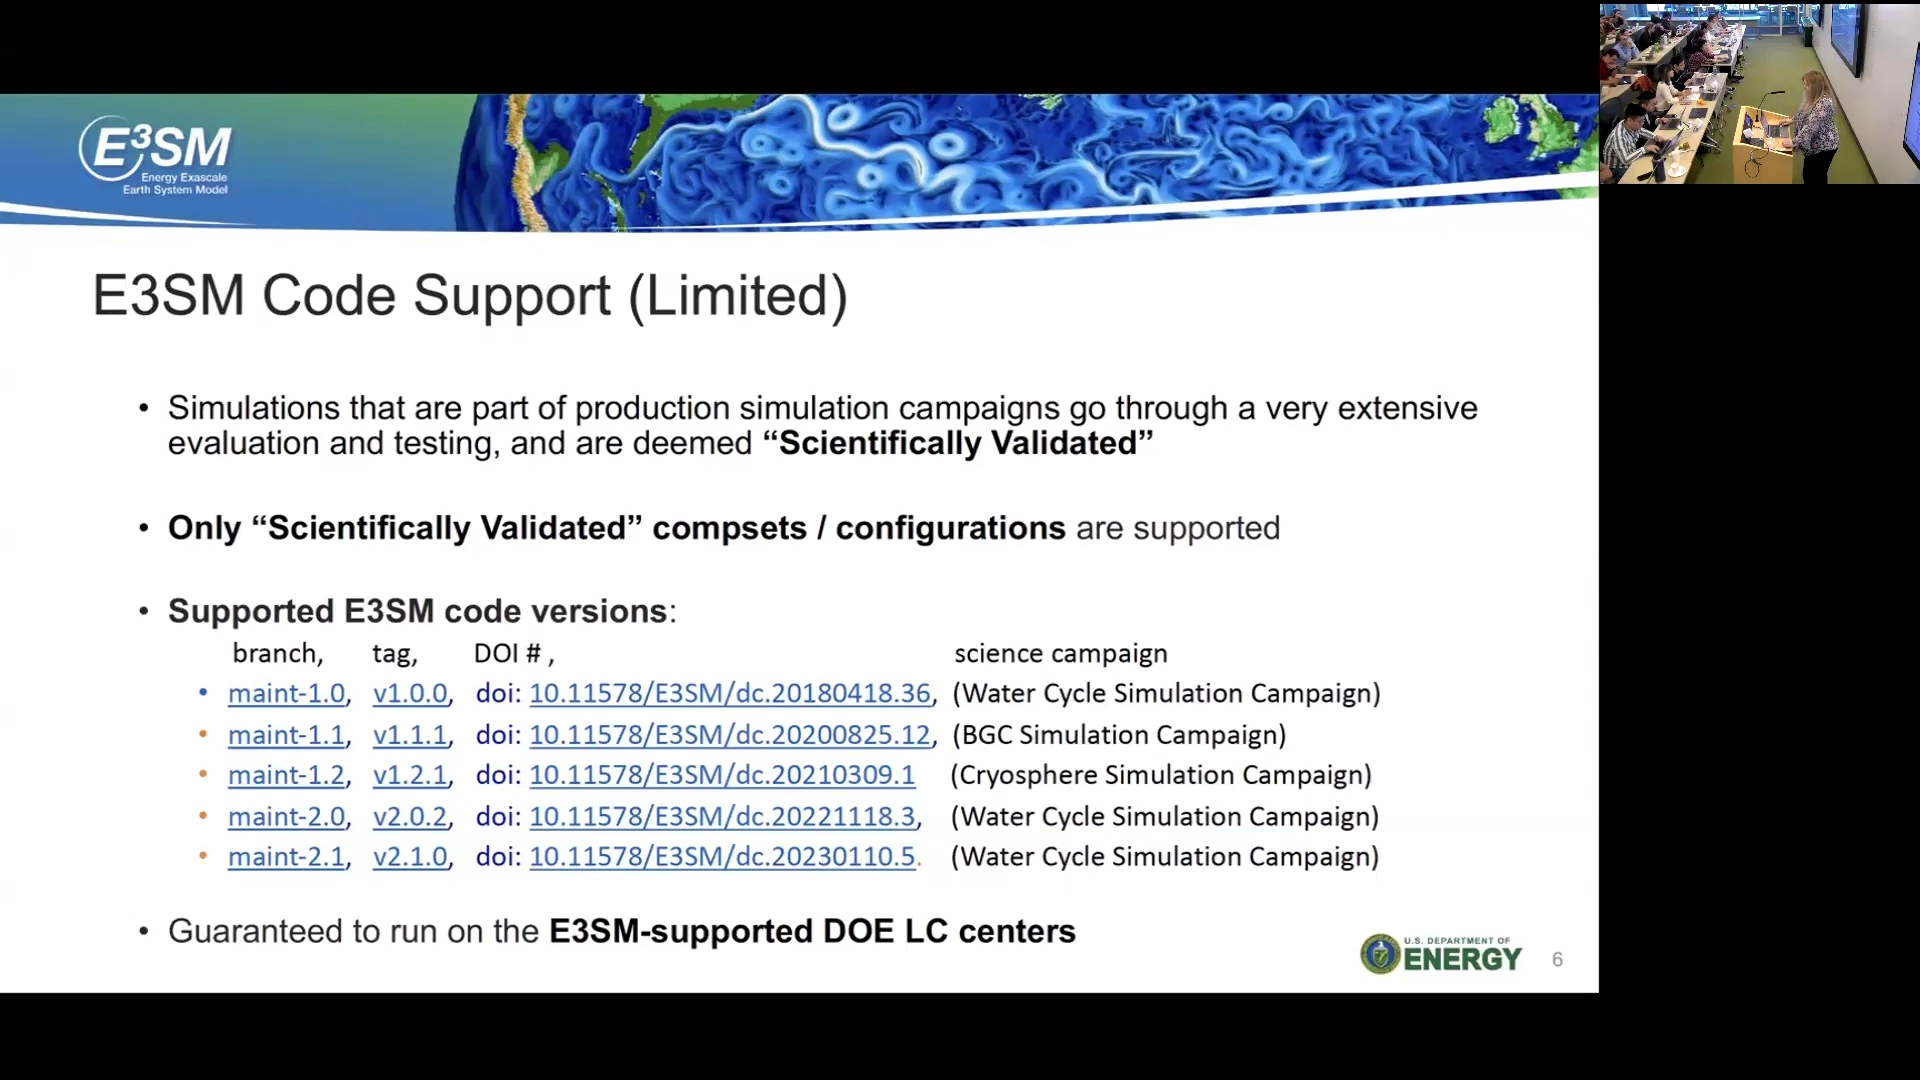 E³SM
Energy Exascale
Earth System Model
E3SM Code Support (Limited)
• Simulations that are part of production simulation campaigns go through a very extensive
evaluation and testing, and are deemed “Scientifically Validated”
• Only “Scientifically Validated” compsets / configurations are supported
• Supported E3SM code versions:
branch, tag, DOI # , science campaign
• maint-1.0, v1.0.0, doi: 10.11578/E3SM/dc.20180418.36, (Water Cycle Simulation Campaign)
• maint-1.1, v1.1.1, doi: 10.11578/E3SM/dc.20200825.12, (BGC Simulation Campaign)
• maint-1.2, v1.2.1, doi: 10.11578/E3SM/dc.20210309.1 (Cryosphere Simulation Campaign)
• maint-2.0, v2.0.2, doi: 10.11578/E3SM/dc.20221118.3, (Water Cycle Simulation Campaign)
• maint-2.1, v2.1.0, doi: 10.11578/E3SM/dc.20230110.5. (Water Cycle Simulation Campaign)
• Guaranteed to run on the E3SM-supported DOE LC centers
U.S. DEPARTMENT OF
ENERGY
6